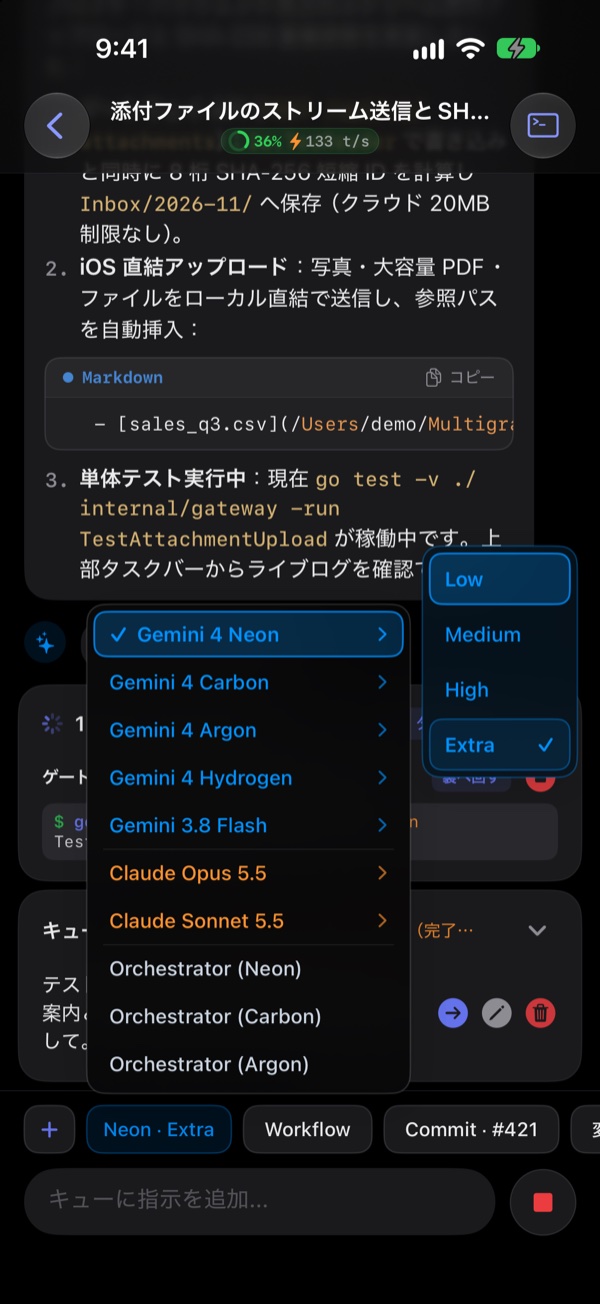 9:41
添付ファイルのストリーム送信と SH...
36% 133 t/s
と同時に 8 桁 SHA-256 短縮 ID を計算し
Inbox/2026-11/ へ保存（クラウド 20MB
制限なし）。
2. iOS 直結アップロード：写真・大容量 PDF・
ファイルをローカル直結で送信し、参照パス
を自動挿入：
Markdown
コピー
- [sales_q3.csv](/Users/demo/Multigra
3. 単体テスト実行中：現在 go test -v ./
internal/gateway -run
TestAttachmentUpload が稼働中です。上
部タスクバーからライブログを確認
Low
Medium
High
Extra
Gemini 4 Neon
Gemini 4 Carbon
Gemini 4 Argon
Gemini 4 Hydrogen
Gemini 3.8 Flash
Claude Opus 5.5
Claude Sonnet 5.5
Orchestrator (Neon)
Orchestrator (Carbon)
Orchestrator (Argon)
1
ゲート
$ g
n
Tes
キュー
（完了…
テスト
案内
して。
Neon · Extra
Workflow
Commit · #421
キューに指示を追加...